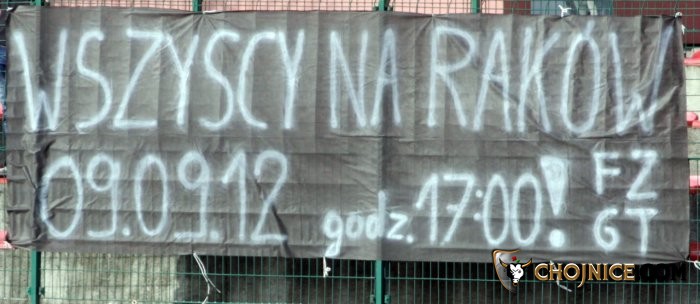 WSZYSCY NA RAKÓW
09.09.12 godz. 17:00!
FZ
GT
CHOJNICE.COM